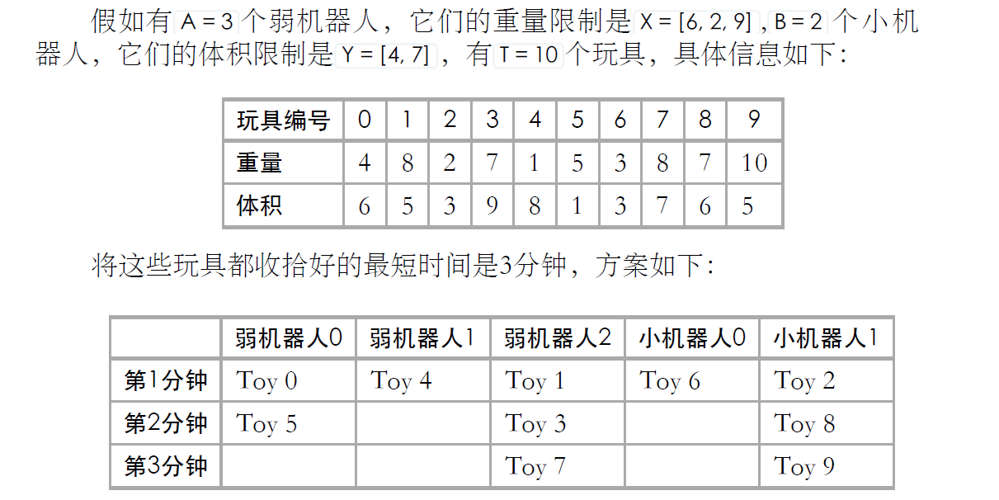 假如有 A = 3 个弱机器人，它们的重量限制是 X = [6, 2, 9] , B = 2 个小机
器人，它们的体积限制是 Y = [4, 7] ，有 T = 10 个玩具，具体信息如下：
玩具编号 0 1 2 3 4 5 6 7 8 9
重量 4 8 2 7 1 5 3 8 7 10
体积 6 5 3 9 8 1 3 7 6 5
将这些玩具都收拾好的最短时间是3分钟，方案如下：
弱机器人0 弱机器人1 弱机器人2 小机器人0 小机器人1
第1分钟 Toy 0 Toy 4 Toy 1 Toy 6 Toy 2
第2分钟 Toy 5 Toy 3 Toy 8
第3分钟 Toy 7 Toy 9